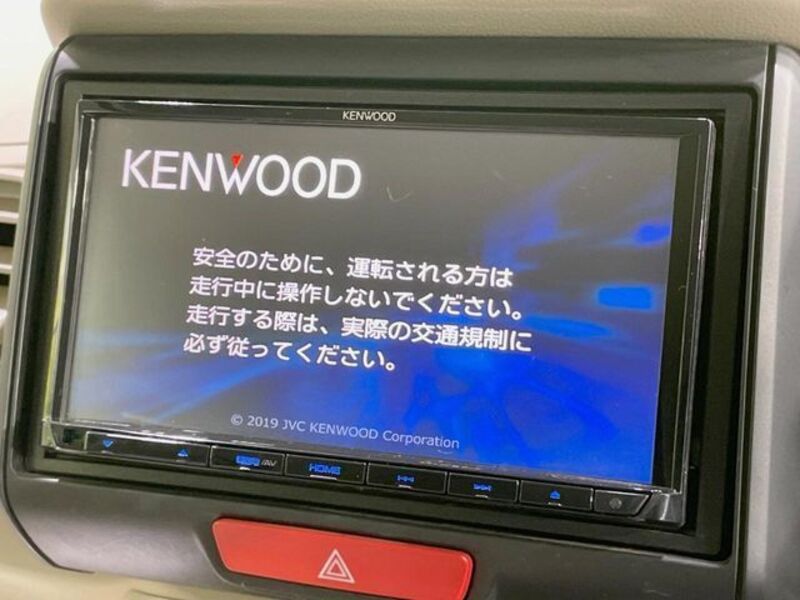 KENWOOD
KENWOOD
安全のために、運転される方は
走行中に操作しないでください。
走行する際は、実際の交通規制に
必ず従ってください。
© 2019 JVC KENWOOD Corporation
HOME